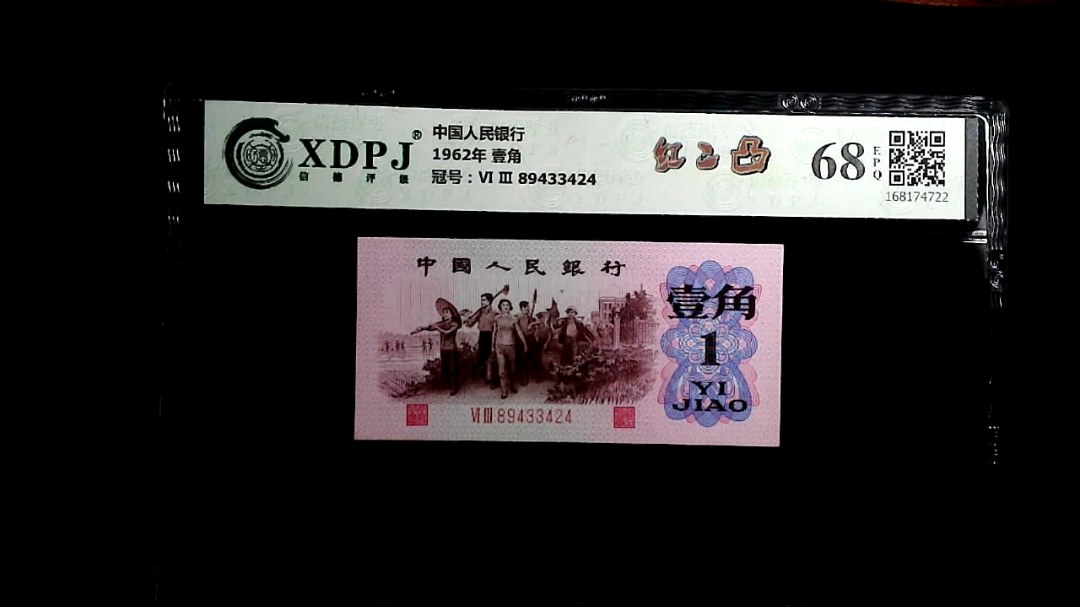 XDPJ®
信德评级
中国人民银行
1962年 壹角
冠号：VI III 89433424
红二凸
68
EPQ
168174722
中國人民銀行
壹角
1
YI
JIAO
VI III 89433424